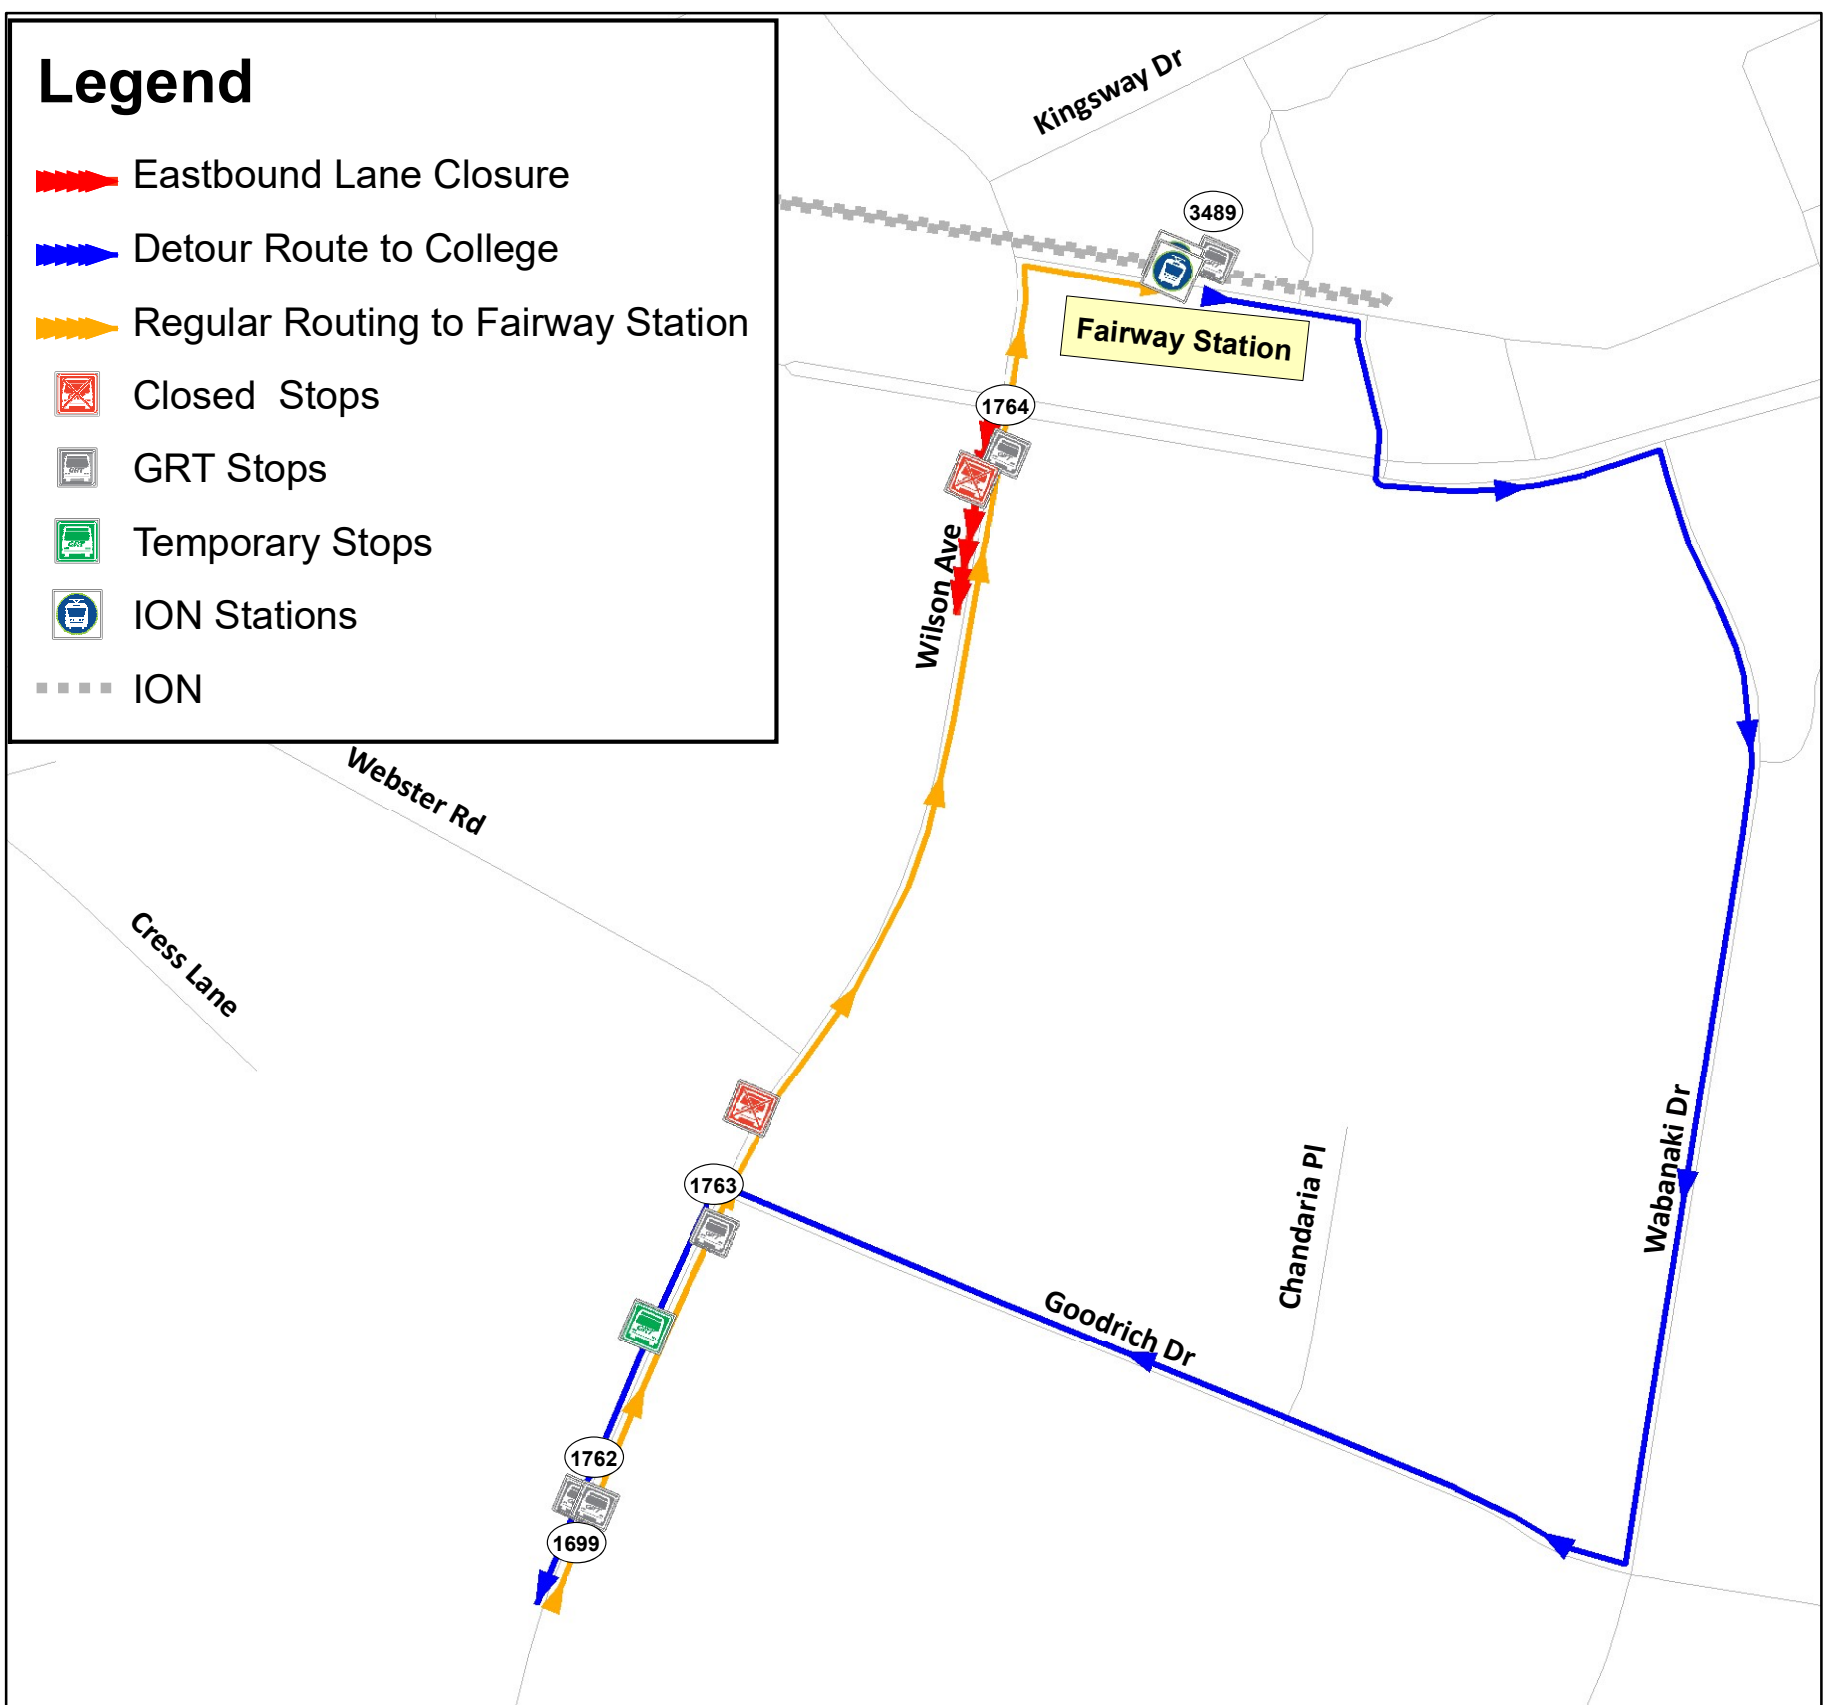 Legend
Eastbound Lane Closure
Detour Route to College
Regular Routing to Fairway Station
Closed  Stops
GRT Stops
Temporary Stops
ION Stations
ION
Kingsway Dr
3489
Fairway Station
1764
Wilson Ave
Webster Rd
Cress Lane
1763
Chandaria Pl
Wabanaki Dr
Goodrich Dr
1762
1699